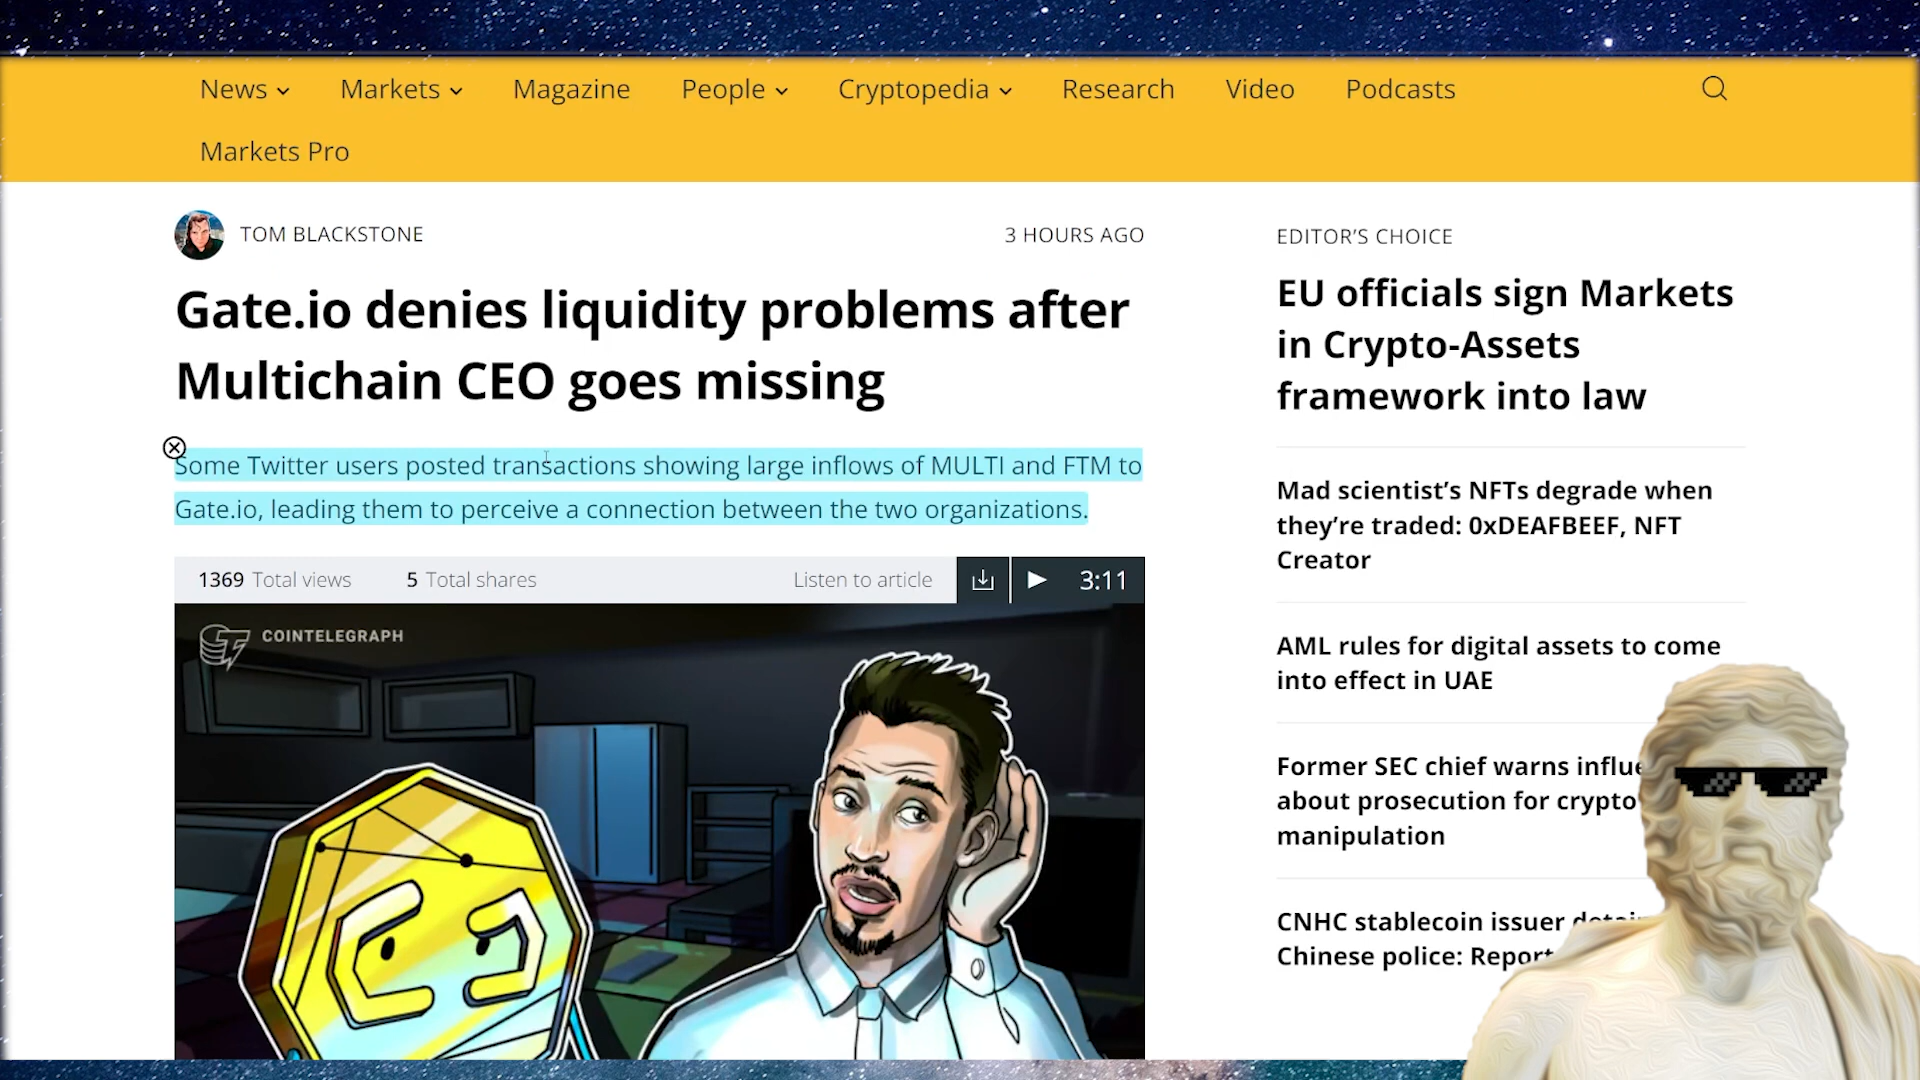 News Markets Magazine People Cryptopedia Research Video Podcasts
Markets Pro
TOM BLACKSTONE
3 HOURS AGO
Gate.io denies liquidity problems after
Multichain CEO goes missing
Some Twitter users posted transactions showing large inflows of MULTI and FTM to
Gate.io, leading them to perceive a connection between the two organizations.
1369 Total views 5 Total shares Listen to article 3:11
COINTELEGRAPH
EDITOR'S CHOICE
EU officials sign Markets
in Crypto-Assets
framework into law
Mad scientist's NFTs degrade when
they're traded: 0xDEAFBEEF, NFT
Creator
AML rules for digital assets to come
into effect in UAE
Former SEC chief warns
about prosecution for crypto
manipulation
CNHC stablecoin issuer
Chinese police: Report